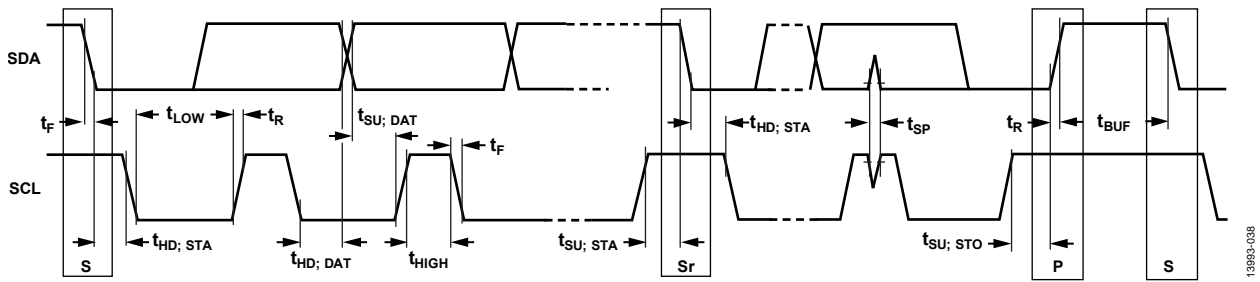 SDA
tF
tLOW
tR
tSU; DAT
tF
tHD; STA
tSP
tR
tBUF
SCL
tHD; STA
tHD; DAT
tHIGH
tSU; STA
tSU; STO
S
Sr
P
S
13993-038